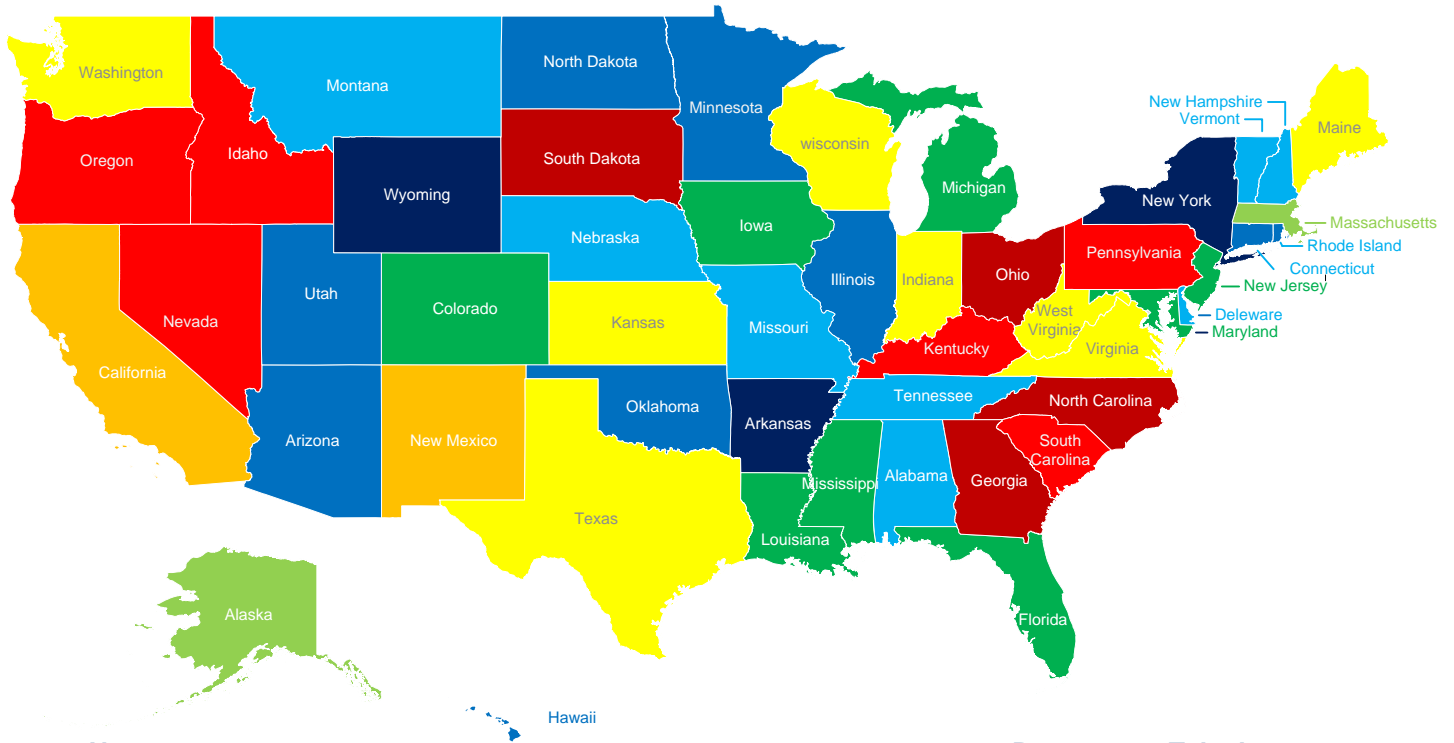 Washington
Montana
North Dakota
Minnesota
New Hampshire
Vermont
Maine
Oregon
Idaho
South Dakota
wisconsin
Wyoming
Michigan
New York
Massachusetts
Iowa
Nebraska
Rhode Island
Pennsylvania
Connecticut
Ohio
Illinois
Indiana
New Jersey
Utah
Colorado
Nevada
Kansas
Missouri
West
Virginia
Deleware
Maryland
Kentucky
Virginia
California
Tennessee
North Carolina
Oklahoma
Arkansas
Arizona
New Mexico
South
Carolina
Alabama
Georgia
Mississippi
Texas
Louisiana
Alaska
Florida
Hawaii